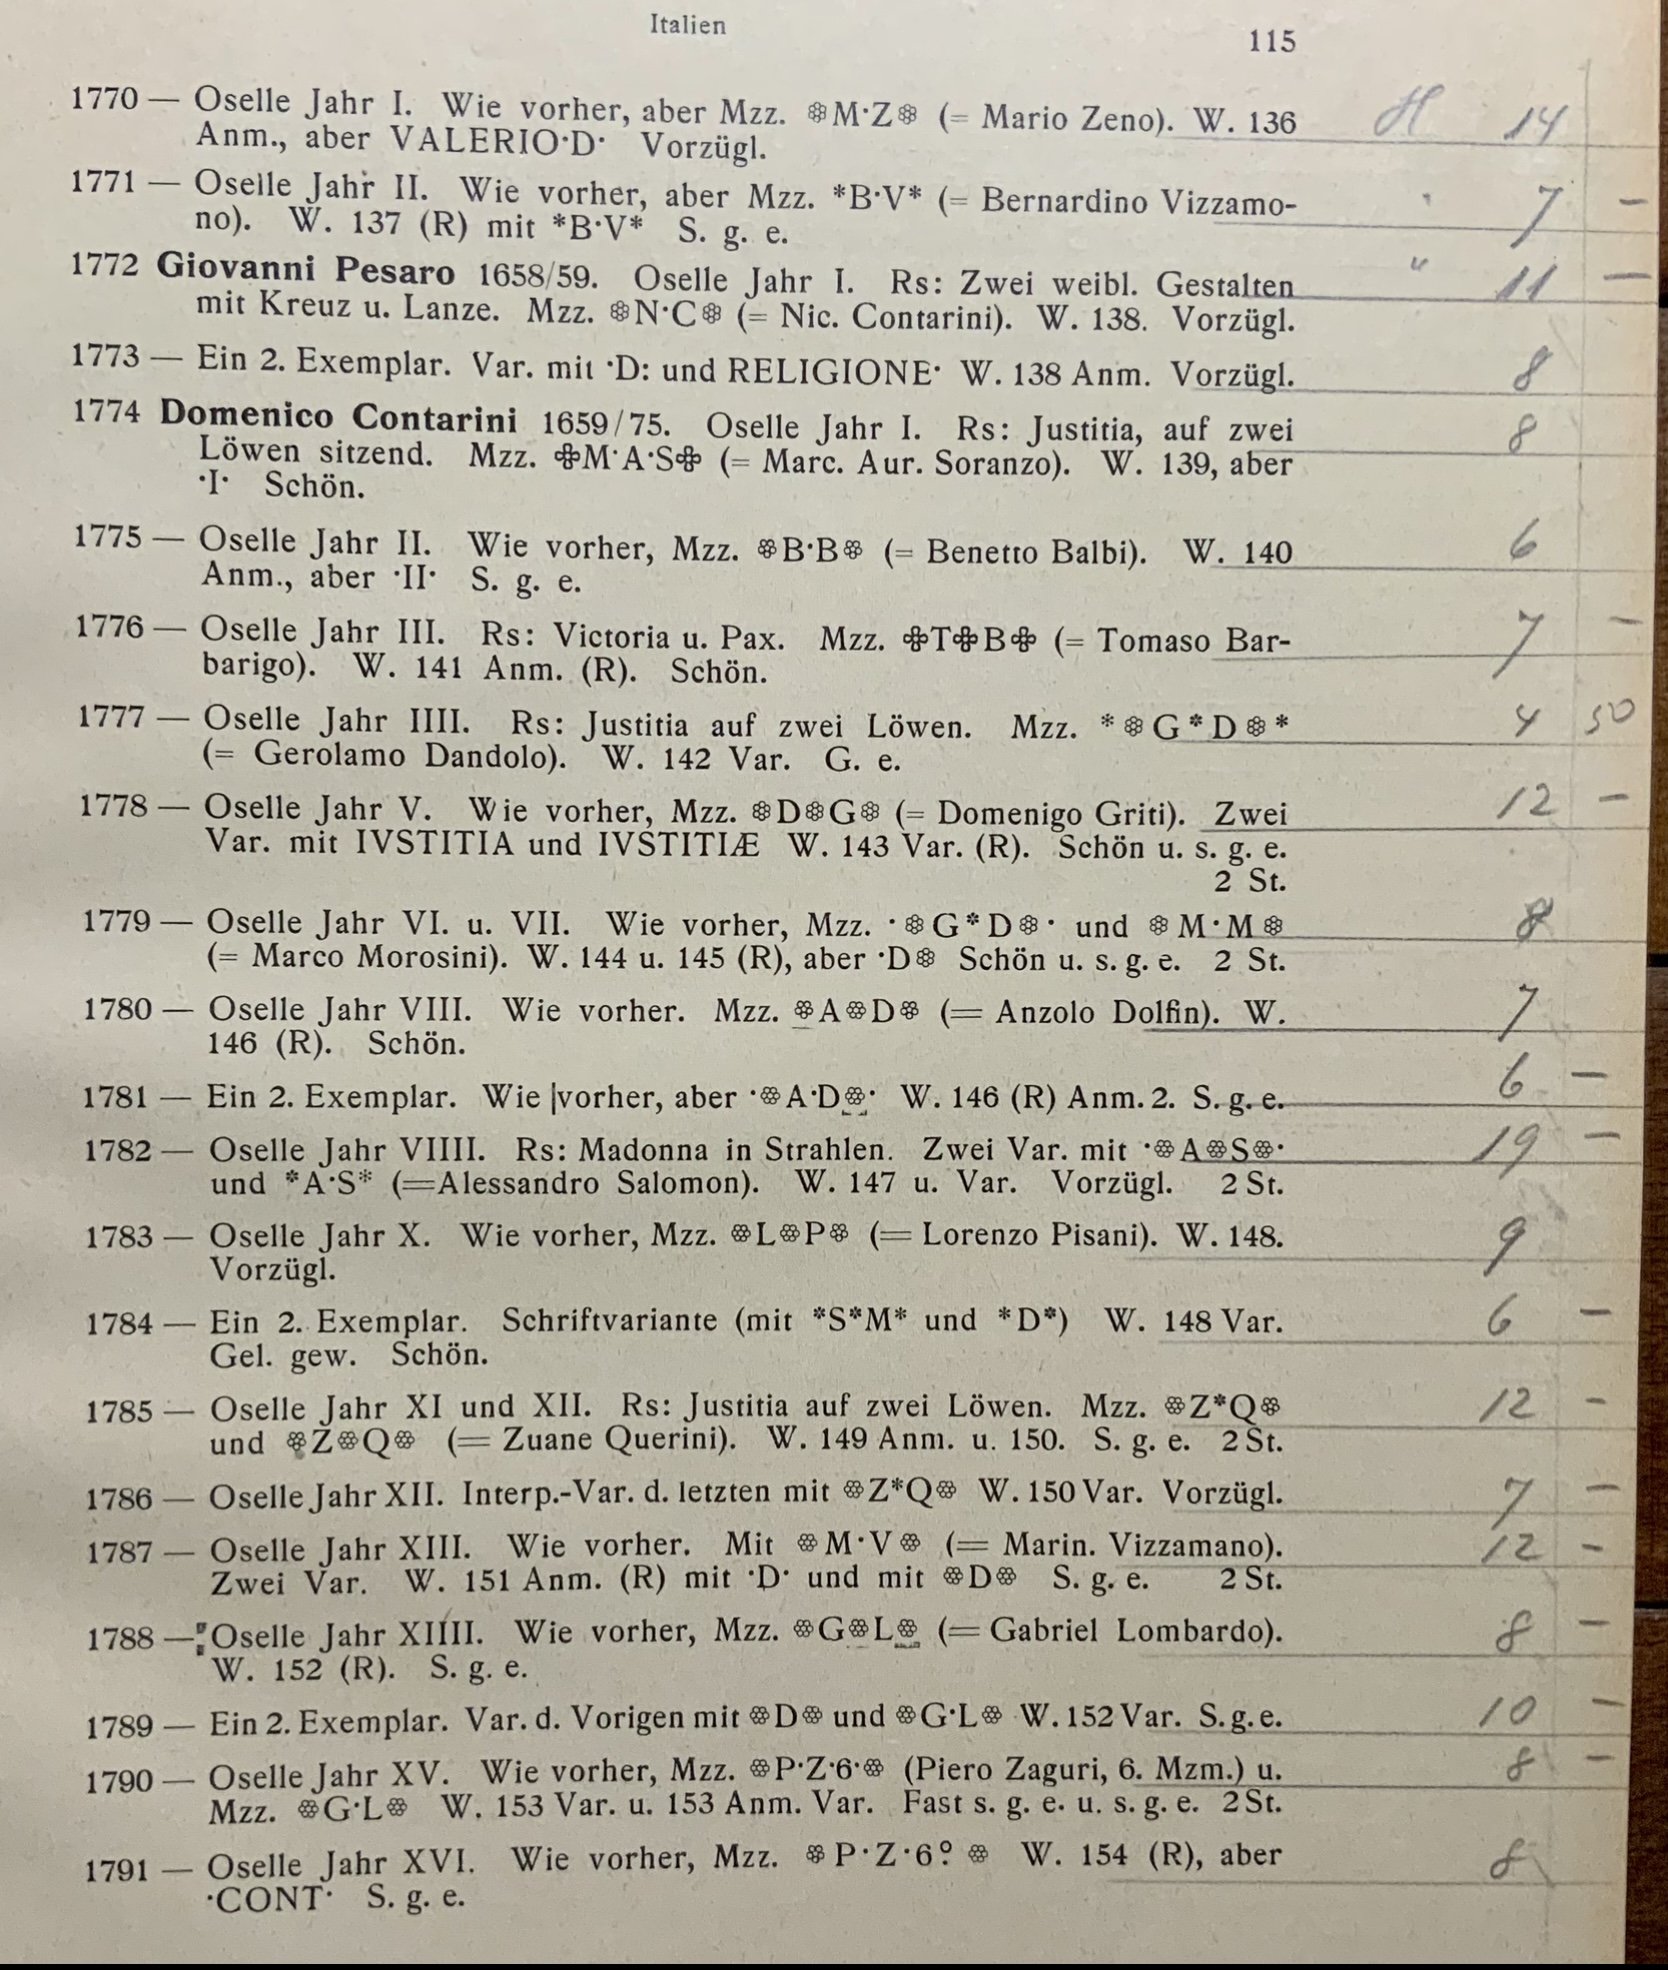 Italien
115
1770 — Oselle Jahr I. Wie vorher, aber Mzz. ❁M·Z❁ (= Mario Zeno). W. 136 H 14
Anm., aber VALERIO·D· Vorzügl.
1771 — Oselle Jahr II. Wie vorher, aber Mzz. *B·V* (= Bernardino Vizzamo- 7 —
no). W. 137 (R) mit *B·V* S. g. e.
1772 Giovanni Pesaro 1658/59. Oselle Jahr I. Rs: Zwei weibl. Gestalten " 11 —
mit Kreuz u. Lanze. Mzz. ❁N·C❁ (= Nic. Contarini). W. 138. Vorzügl.
1773 — Ein 2. Exemplar. Var. mit ·D: und RELIGIONE· W. 138 Anm. Vorzügl. 8
1774 Domenico Contarini 1659/75. Oselle Jahr I. Rs: Justitia, auf zwei 8
Löwen sitzend. Mzz. ✤M·A·S✤ (= Marc. Aur. Soranzo). W. 139, aber
·I· Schön.
1775 — Oselle Jahr II. Wie vorher, Mzz. ❁B·B❁ (= Benetto Balbi). W. 140 6
Anm., aber ·II· S. g. e.
1776 — Oselle Jahr III. Rs: Victoria u. Pax. Mzz. ✤T✤B✤ (= Tomaso Bar- 7 —
barigo). W. 141 Anm. (R). Schön.
1777 — Oselle Jahr IIII. Rs: Justitia auf zwei Löwen. Mzz. *❁G*D❁* 4 50
(= Gerolamo Dandolo). W. 142 Var. G. e.
1778 — Oselle Jahr V. Wie vorher, Mzz. ❁D❁G❁ (= Domenigo Griti). Zwei 12 —
Var. mit IVSTITIA und IVSTITIÆ W. 143 Var. (R). Schön u. s. g. e.
2 St.
1779 — Oselle Jahr VI. u. VII. Wie vorher, Mzz. ·❁G*D❁· und ❁M·M❁ 8
(= Marco Morosini). W. 144 u. 145 (R), aber ·D❁ Schön u. s. g. e. 2 St.
1780 — Oselle Jahr VIII. Wie vorher. Mzz. ❁A❁D❁ (= Anzolo Dolfin). W. 7
146 (R). Schön.
1781 — Ein 2. Exemplar. Wie |vorher, aber ·❁A·D❁· W. 146 (R) Anm. 2. S. g. e. 6 —
1782 — Oselle Jahr VIIII. Rs: Madonna in Strahlen. Zwei Var. mit ·❁A❁S❁· 19 —
und *A·S* (=Alessandro Salomon). W. 147 u. Var. Vorzügl. 2 St.
1783 — Oselle Jahr X. Wie vorher, Mzz. ❁L❁P❁ (= Lorenzo Pisani). W. 148. 9
Vorzügl.
1784 — Ein 2. Exemplar. Schriftvariante (mit *S*M* und *D*) W. 148 Var. 6 —
Gel. gew. Schön.
1785 — Oselle Jahr XI und XII. Rs: Justitia auf zwei Löwen. Mzz. ❁Z*Q❁ 12 —
und ❁Z❁Q❁ (= Zuane Querini). W. 149 Anm. u. 150. S. g. e. 2 St.
1786 — Oselle Jahr XII. Interp.-Var. d. letzten mit ❁Z*Q❁ W. 150 Var. Vorzügl. 7 —
1787 — Oselle Jahr XIII. Wie vorher. Mit ❁M·V❁ (= Marin. Vizzamano). 12 —
Zwei Var. W. 151 Anm. (R) mit ·D· und mit ❁D❁ S. g. e. 2 St.
1788 — Oselle Jahr XIIII. Wie vorher, Mzz. ❁G❁L❁ (= Gabriel Lombardo). 8 —
W. 152 (R). S. g. e.
1789 — Ein 2. Exemplar. Var. d. Vorigen mit ❁D❁ und ❁G·L❁ W. 152 Var. S. g. e. 10 —
1790 — Oselle Jahr XV. Wie vorher, Mzz. ❁P·Z·6·❁ (Piero Zaguri, 6. Mzm.) u. 8 —
Mzz. ❁G·L❁ W. 153 Var. u. 153 Anm. Var. Fast s. g. e. u. s. g. e. 2 St.
1791 — Oselle Jahr XVI. Wie vorher, Mzz. ❁P·Z·6º·❁ W. 154 (R), aber 8
·CONT· S. g. e.